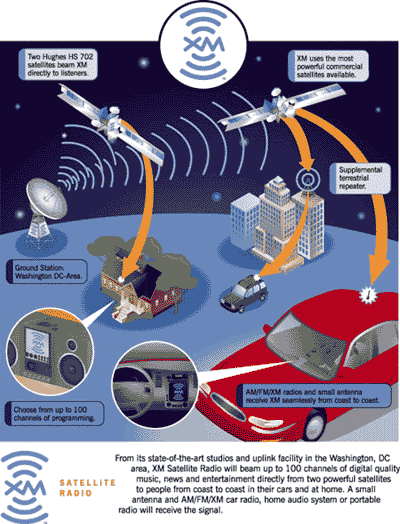 XM
Two Hughes HS 702
satellites beam XM
directly to listeners.
XM uses the most
powerful commercial
satellites available.
Supplemental
terrestrial
repeater.
Ground Station:
Washington DC-Area.
Choose from up to 100
channels of programming.
AM/FM/XM radios and small antenna
receive XM seamlessly from coast to coast.
XM
SATELLITE
RADIO
From its state-of-the-art studios and uplink facility in the Washington, DC
area, XM Satellite Radio will beam up to 100 channels of digital quality
music, news and entertainment directly from two powerful satellites
to people from coast to coast in their cars and at home. A small
antenna and AM/FM/XM car radio, home audio system or portable
radio will receive the signal.